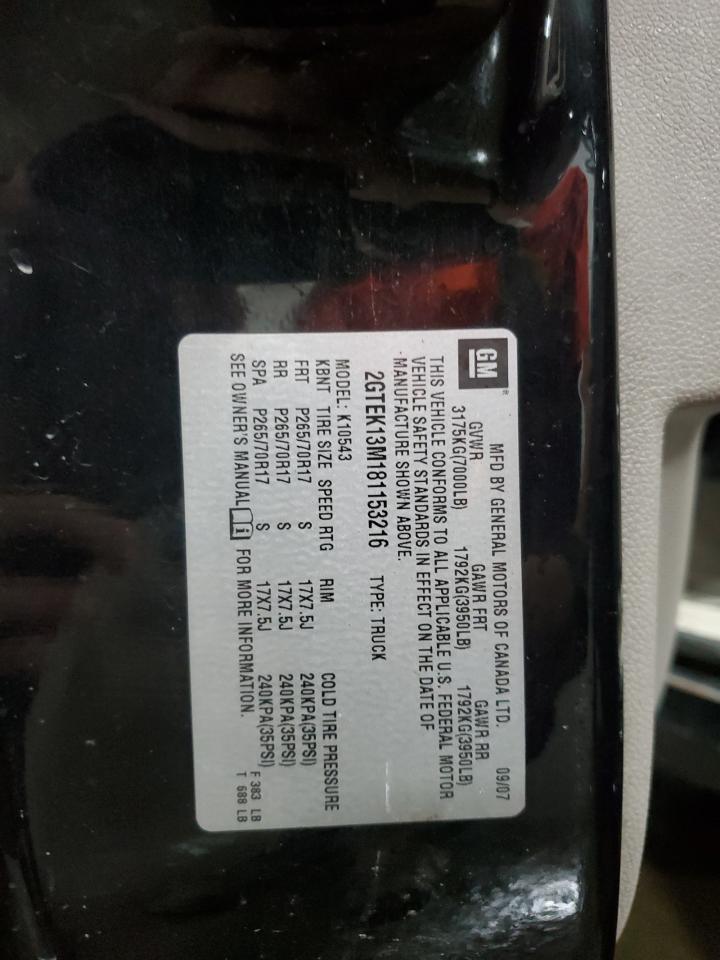 GM®
MFD BY GENERAL MOTORS OF CANADA LTD. 09/07
GVWR GAWR FRT GAWR RR
3175KG(7000LB) 1792KG(3950LB) 1792KG(3950LB)
THIS VEHICLE CONFORMS TO ALL APPLICABLE U.S. FEDERAL MOTOR
VEHICLE SAFETY STANDARDS IN EFFECT ON THE DATE OF
MANUFACTURE SHOWN ABOVE.
2GTEK13M181153216 TYPE: TRUCK
MODEL: K10543
KBNT TIRE SIZE SPEED RTG RIM COLD TIRE PRESSURE
FRT P265/70R17 S 17X7.5J 240KPA(35PSI)
RR P265/70R17 S 17X7.5J 240KPA(35PSI)
SPA P265/70R17 S 17X7.5J 240KPA(35PSI) F 383 LB
SEE OWNER'S MANUAL i FOR MORE INFORMATION. T 688 LB